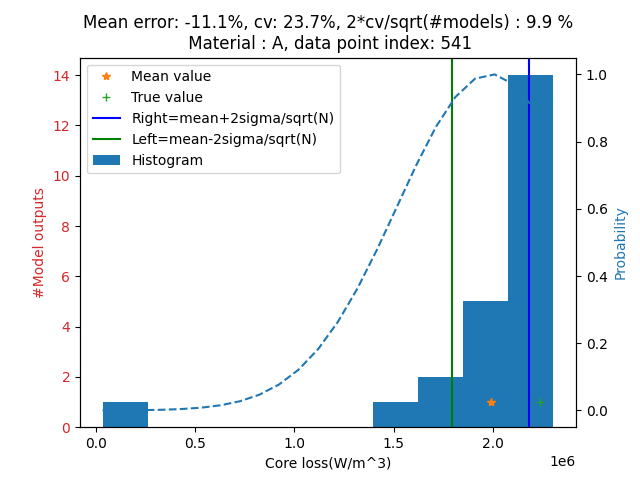 Mean error: -11.1%, cv: 23.7%, 2*cv/sqrt(#models) : 9.9 %
Material : A, data point index: 541
Mean value
True value
Right=mean+2sigma/sqrt(N)
Left=mean-2sigma/sqrt(N)
Histogram
#Model outputs
14
12
10
8
6
4
2
0
0.0
0.5
1.0
1.5
2.0
1e6
Core loss(W/m^3)
1.0
0.8
0.6
0.4
0.2
0.0
Probability